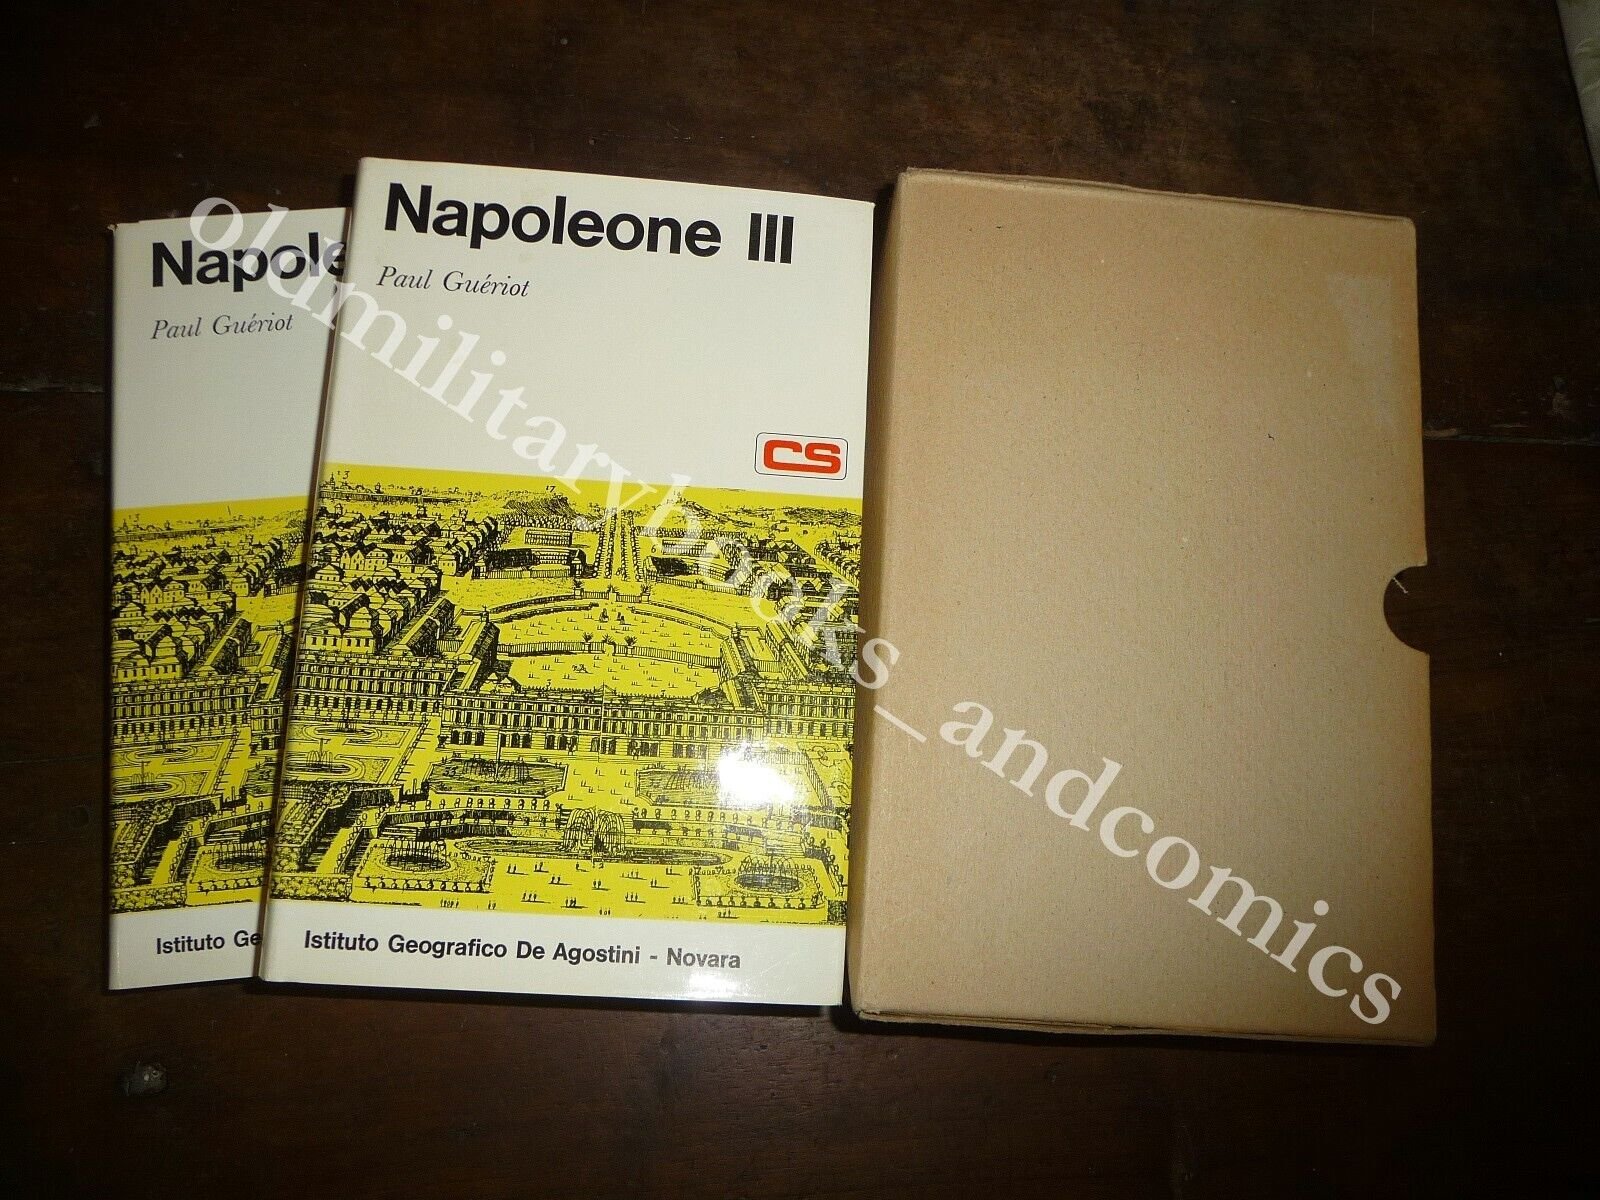 Napole
Paul Guériot
Istituto Ge
Napoleone III
Paul Guériot
CS
Istituto Geografico De Agostini - Novara
oldmilitarybooks_andcomics